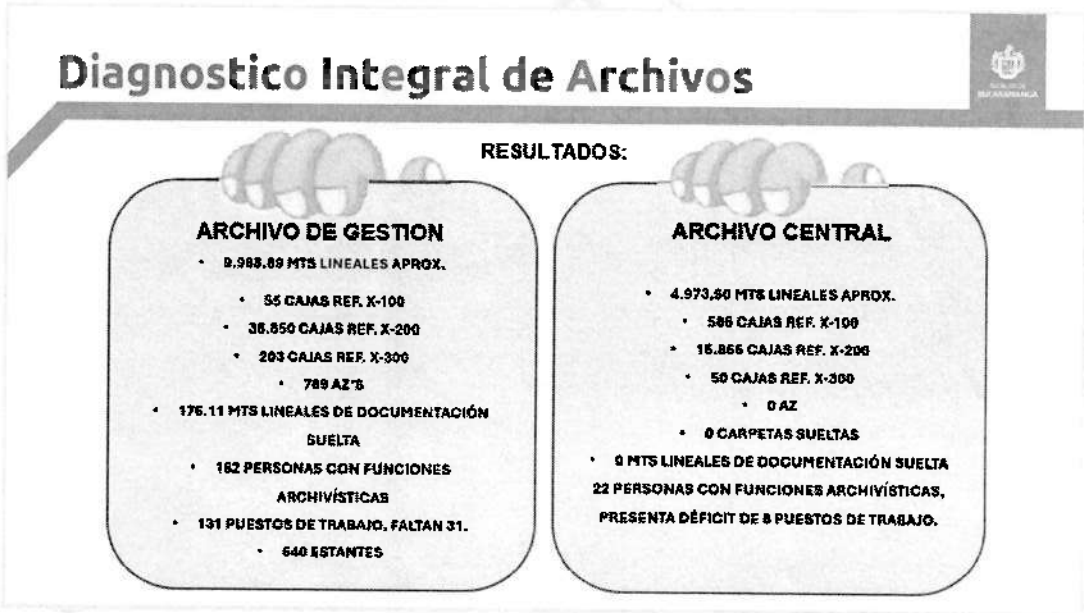 Diagnostico Integral de Archivos
BUCARAMANGA
RESULTADOS:
ARCHIVO DE GESTION
• 9.983.89 MTS LINEALES APROX.
• 55 CAJAS REF. X-100
• 36.850 CAJAS REF. X-200
• 203 CAJAS REF. X-300
• 789 AZ'S
• 176.11 MTS LINEALES DE DOCUMENTACIÓN
SUELTA
• 162 PERSONAS CON FUNCIONES
ARCHIVÍSTICAS
• 131 PUESTOS DE TRABAJO, FALTAN 31.
• 640 ESTANTES
ARCHIVO CENTRAL
• 4.973,50 MTS LINEALES APROX.
• 586 CAJAS REF. X-100
• 15.866 CAJAS REF. X-200
• 50 CAJAS REF. X-300
• 0 AZ
• 0 CARPETAS SUELTAS
• 0 MTS LINEALES DE DOCUMENTACIÓN SUELTA
22 PERSONAS CON FUNCIONES ARCHIVÍSTICAS,
PRESENTA DÉFICIT DE 8 PUESTOS DE TRABAJO.